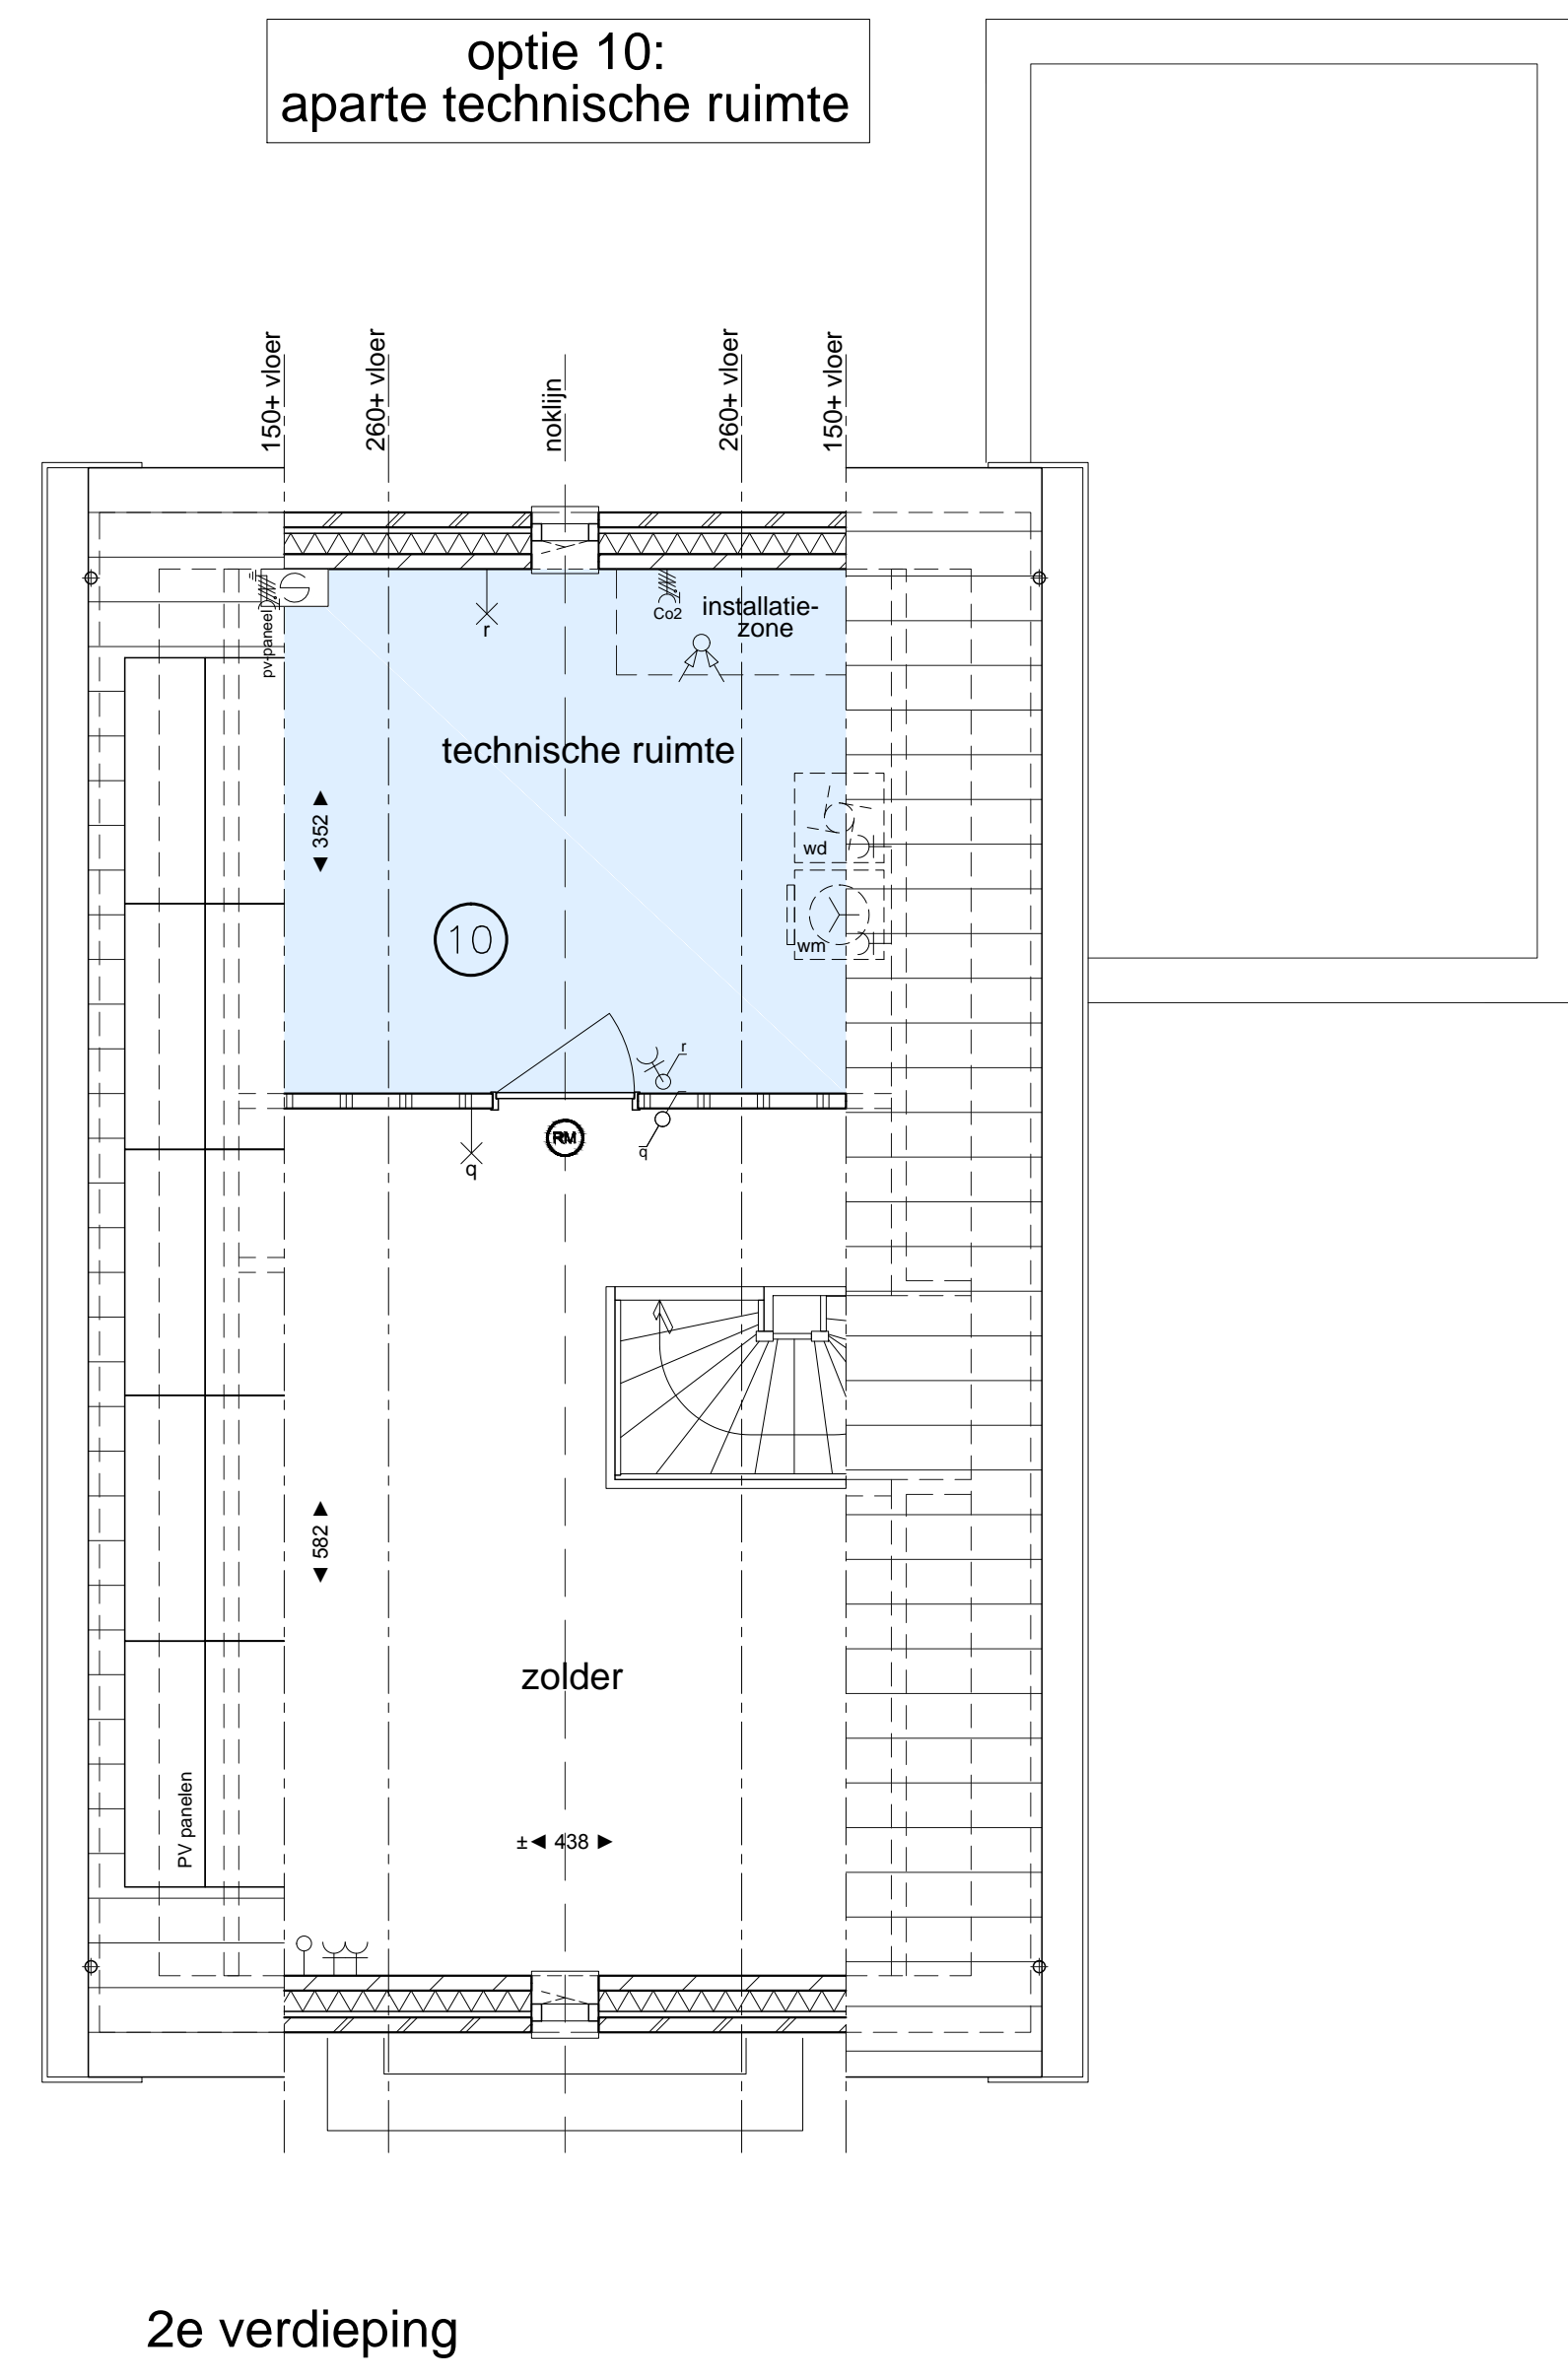 optie 10:
aparte technische ruimte
150+ vloer
260+ vloer
noklijn
260+ vloer
150+ vloer
pv-paneel
r
Co2
installatie-
zone
technische ruimte
352
wd
10
wm
r
RM
q
q
582
zolder
PV panelen
± 438
2e verdieping